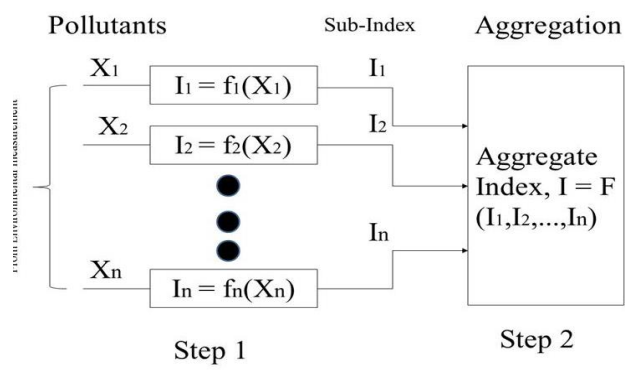 Pollutants
Sub-Index
Aggregation
X1
I1 = f1(X1)
I1
X2
I2 = f2(X2)
I2
Aggregate
Index, I = F
(I1,I2,...,In)
Xn
In = fn(Xn)
In
Step 1
Step 2